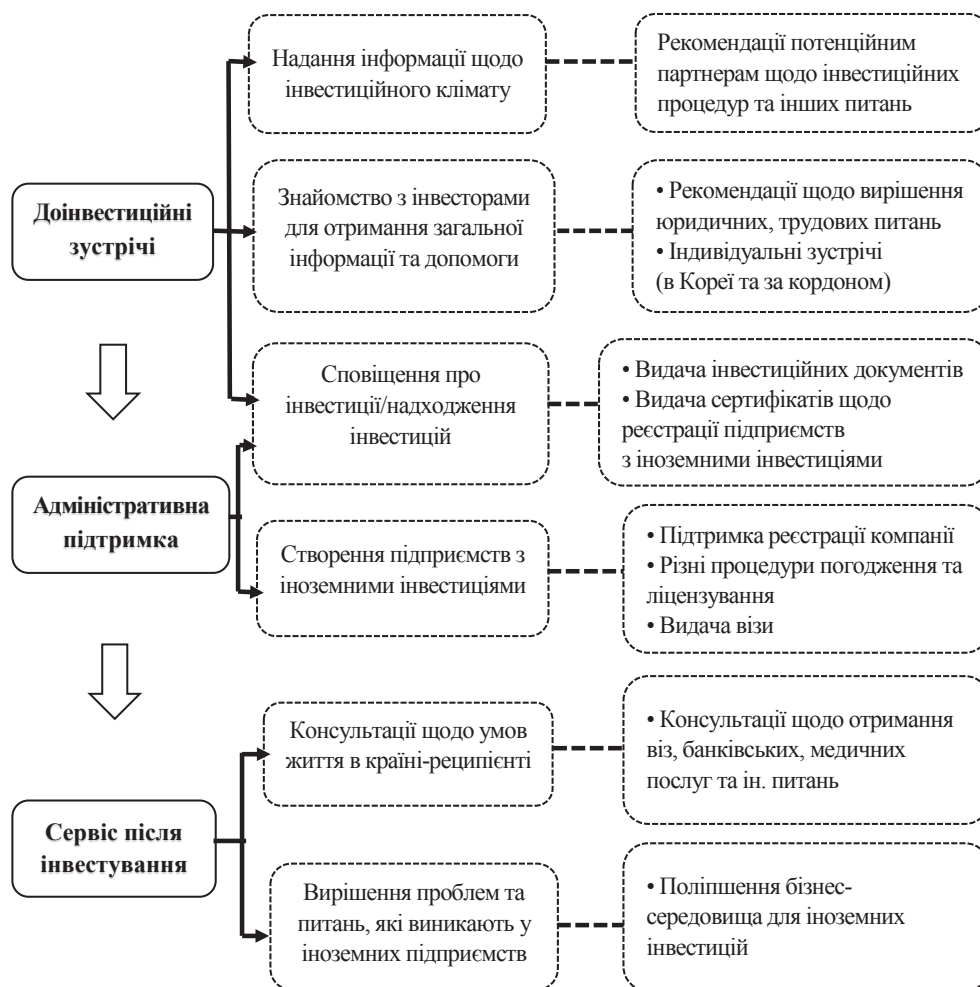 Надання інформації щодо
інвестиційного клімату
Рекомендації потенційним
партнерам щодо інвестиційних
процедур та інших питань
Доінвестиційні
зустрічі
Знайомство з інвесторами
для отримання загальної
інформації та допомоги
• Рекомендації щодо вирішення
юридичних, трудових питань
• Індивідуальні зустрічі
(в Кореї та за кордоном)
Сповіщення про
інвестиції/надходження
інвестицій
• Видача інвестиційних документів
• Видача сертифікатів щодо
реєстрації підприємств
з іноземними інвестиціями
Адміністративна
підтримка
Створення підприємств з
іноземними інвестиціями
• Підтримка реєстрації компанії
• Різні процедури погодження та
ліцензування
• Видача візи
Консультації щодо умов
життя в країні-реципієнті
• Консультації щодо отримання
віз, банківських, медичних
послуг та ін. питань
Сервіс після
інвестування
Вирішення проблем та
питань, які виникають у
іноземних підприємств
• Поліпшення бізнес-
середовища для іноземних
інвестицій